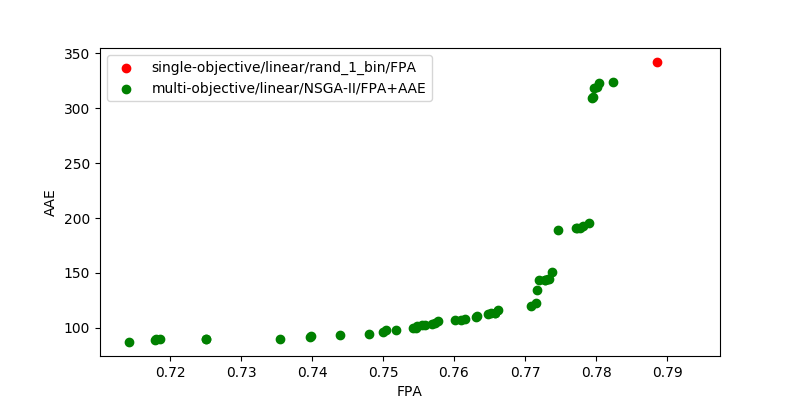 single-objective/linear/rand_1_bin/FPA
multi-objective/linear/NSGA-II/FPA+AAE
350
300
250
200
150
100
AAE
0.72 0.73 0.74 0.75 0.76 0.77 0.78 0.79
FPA